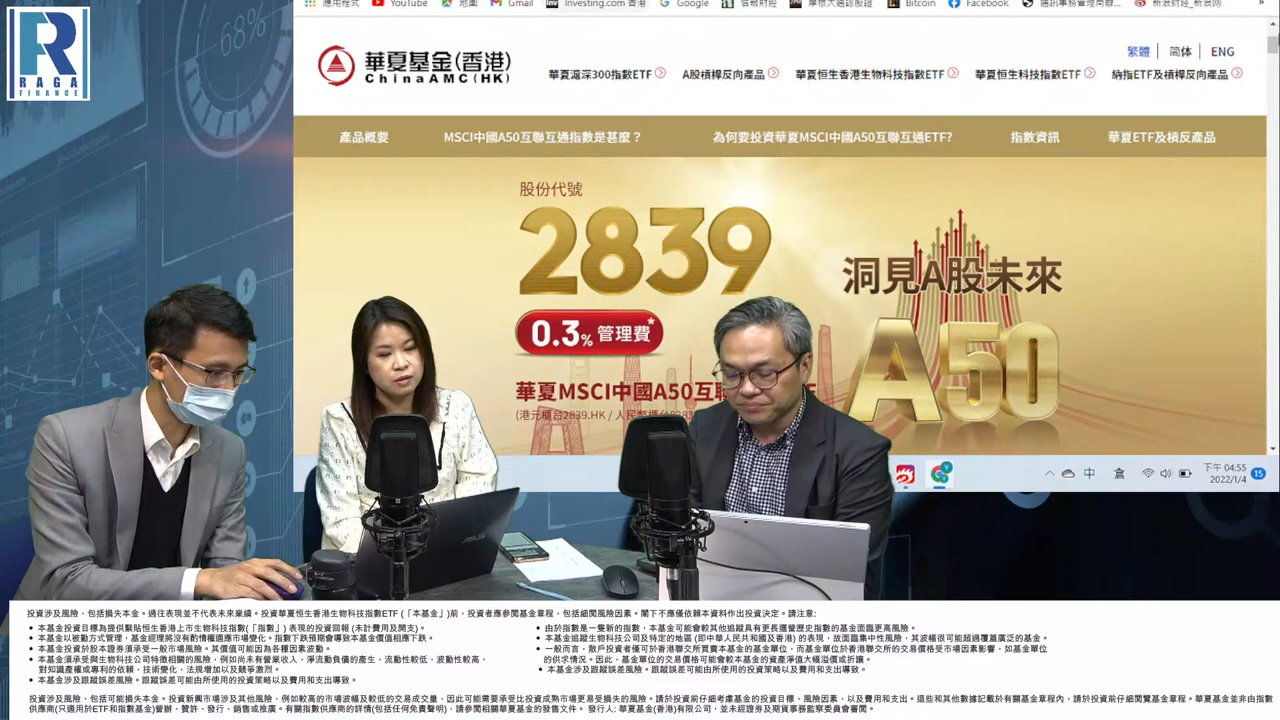 應用程式 YouTube 地圖 Gmail Investing.com 香港 Google 信報財經 摩根大通認股證 Bitcoin Facebook 通訊事務管理局辦... 新浪财经_新浪网 »
RAGA
FINANCE
68%
華夏基金(香港)
ChinaAMC (HK)
繁體 | 简体 | ENG
華夏滬深300指數ETF A股槓桿反向產品 華夏恒生香港生物科技指數ETF 華夏恒生科技指數ETF 納指ETF及槓桿反向產品
產品概要 MSCI中國A50互聯互通指數是甚麼？ 為何要投資華夏MSCI中國A50互聯互通ETF? 指數資訊 華夏ETF及槓反產品
股份代號
2839
洞見A股未來
0.3% 管理費*
A50
華夏MSCI中國A50互聯
(港元櫃台2839.HK / 人民幣櫃台
中 下午 04:55
2022/1/4 15
ASUS
投資涉及風險，包括損失本金。過往表現並不代表未來業績。投資華夏恒生香港生物科技指數ETF (「本基金」)前，投資者應參閱基金章程，包括細閱風險因素。閣下不應僅依賴本資料作出投資決定。請注意:
• 本基金投資目標為提供緊貼恒生香港上市生物科技指數(「指數」) 表現的投資回報 (未計費用及開支)。
• 本基金以被動方式管理，基金經理將沒有酌情權適應市場變化。指數下跌預期會導致本基金價值相應下跌。
• 本基金投資於股本證券須承受一般市場風險。其價值可能因為各種因素波動。
• 本基金須承受與生物科技公司特徵相關的風險，例如尚未有營業收入，淨流動負債的產生，流動性較低，波動性較高，
對知識產權或專利的依賴，技術變化，法規增加以及競爭激烈。
• 本基金涉及跟蹤誤差風險。跟蹤誤差可能由所使用的投資策略以及費用和支出導致。
• 由於指數是一隻新的指數，本基金可能會較其他追蹤具有更長運營歷史指數的基金面臨更高風險。
• 本基金追蹤生物科技公司及特定的地區 (即中華人民共和國及香港) 的表現，故面臨集中性風險，其波幅很可能超過覆蓋廣泛的基金。
• 一般而言，散戶投資者僅可於香港聯交所買賣本基金的基金單位，而基金單位於香港聯交所的交易價格受市場因素影響，如基金單位
的供求情況。因此，基金單位的交易價格可能會較本基金的資產淨值大幅溢價或折讓。
• 本基金涉及跟蹤誤差風險。跟蹤誤差可能由所使用的投資策略以及費用和支出導致。
投資涉及風險，包括可能損失本金。投資新興市場涉及其他風險，例如較高的市場波幅及較低的交易成交量，因此可能需要承受比投資成熟市場更易受損失的風險。請於投資前仔細考慮基金的投資目標、風險因素，以及費用和支出。這些和其他數據記載於有關基金章程內，請於投資前仔細閱覽基金章程。華夏基金並非由指數
供應商(只適用於ETF和指數基金)營辦、贊許、發行，銷售或推廣。有關指數供應商的詳情(包括任何免責聲明)，請參閱相關華夏基金的發售文件。 發行人: 華夏基金(香港)有限公司，並未經證券及期貨事務監察委員會審閱。